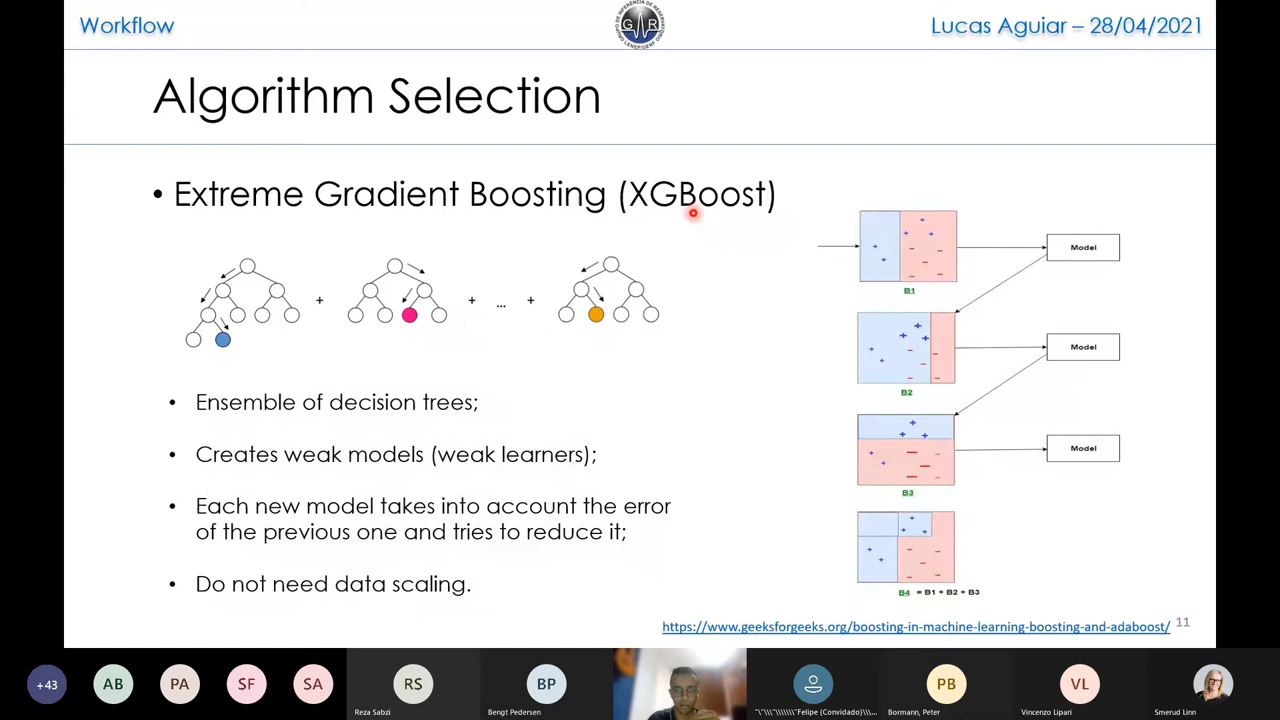 Workflow
GIR
Lucas Aguiar – 28/04/2021
Algorithm Selection
• Extreme Gradient Boosting (XGBoost)
+
+ ... +
• Ensemble of decision trees;
• Creates weak models (weak learners);
• Each new model takes into account the error
of the previous one and tries to reduce it;
• Do not need data scaling.
Model
B1
Model
B2
Model
B3
B4 = B1 + B2 + B3
https://www.geeksforgeeks.org/boosting-in-machine-learning-boosting-and-adaboost/
11
+43
AB
PA
SF
SA
RS
Reza Sabzi
BP
Bengt Pedersen
"\"\\\"\\\\\\\"Felipe (Convidado)\\\...
PB
Bormann, Peter
VL
Vincenzo Lipari
Smerud Linn